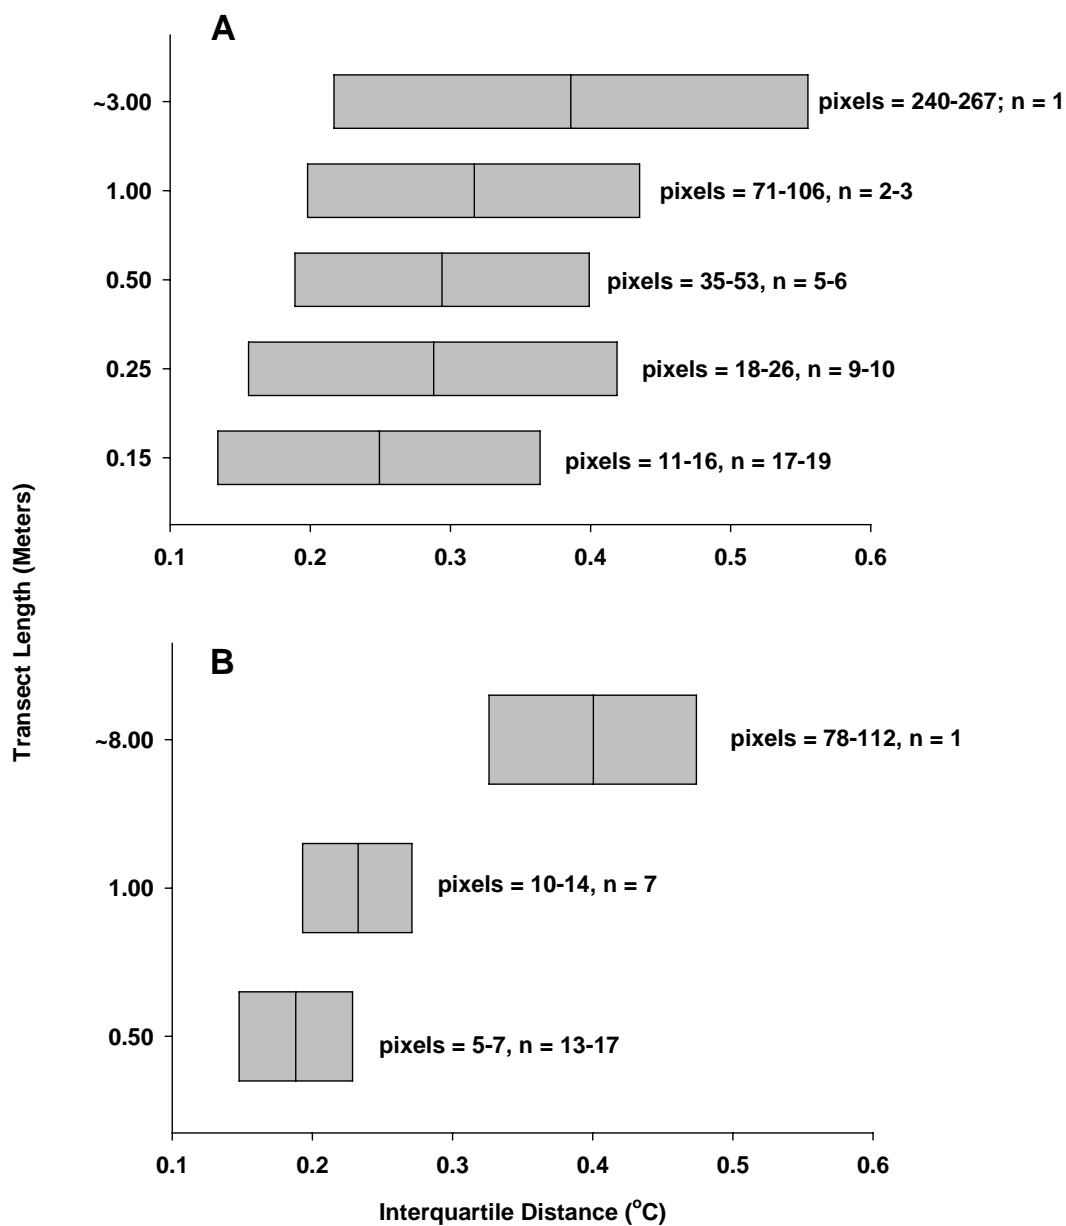 A
~3.00
pixels = 240-267; n = 1
1.00
pixels = 71-106, n = 2-3
0.50
pixels = 35-53, n = 5-6
0.25
pixels = 18-26, n = 9-10
0.15
pixels = 11-16, n = 17-19
0.1 0.2 0.3 0.4 0.5 0.6
Transect Length (Meters)
B
~8.00
pixels = 78-112, n = 1
1.00
pixels = 10-14, n = 7
0.50
pixels = 5-7, n = 13-17
0.1 0.2 0.3 0.4 0.5 0.6
Interquartile Distance (°C)